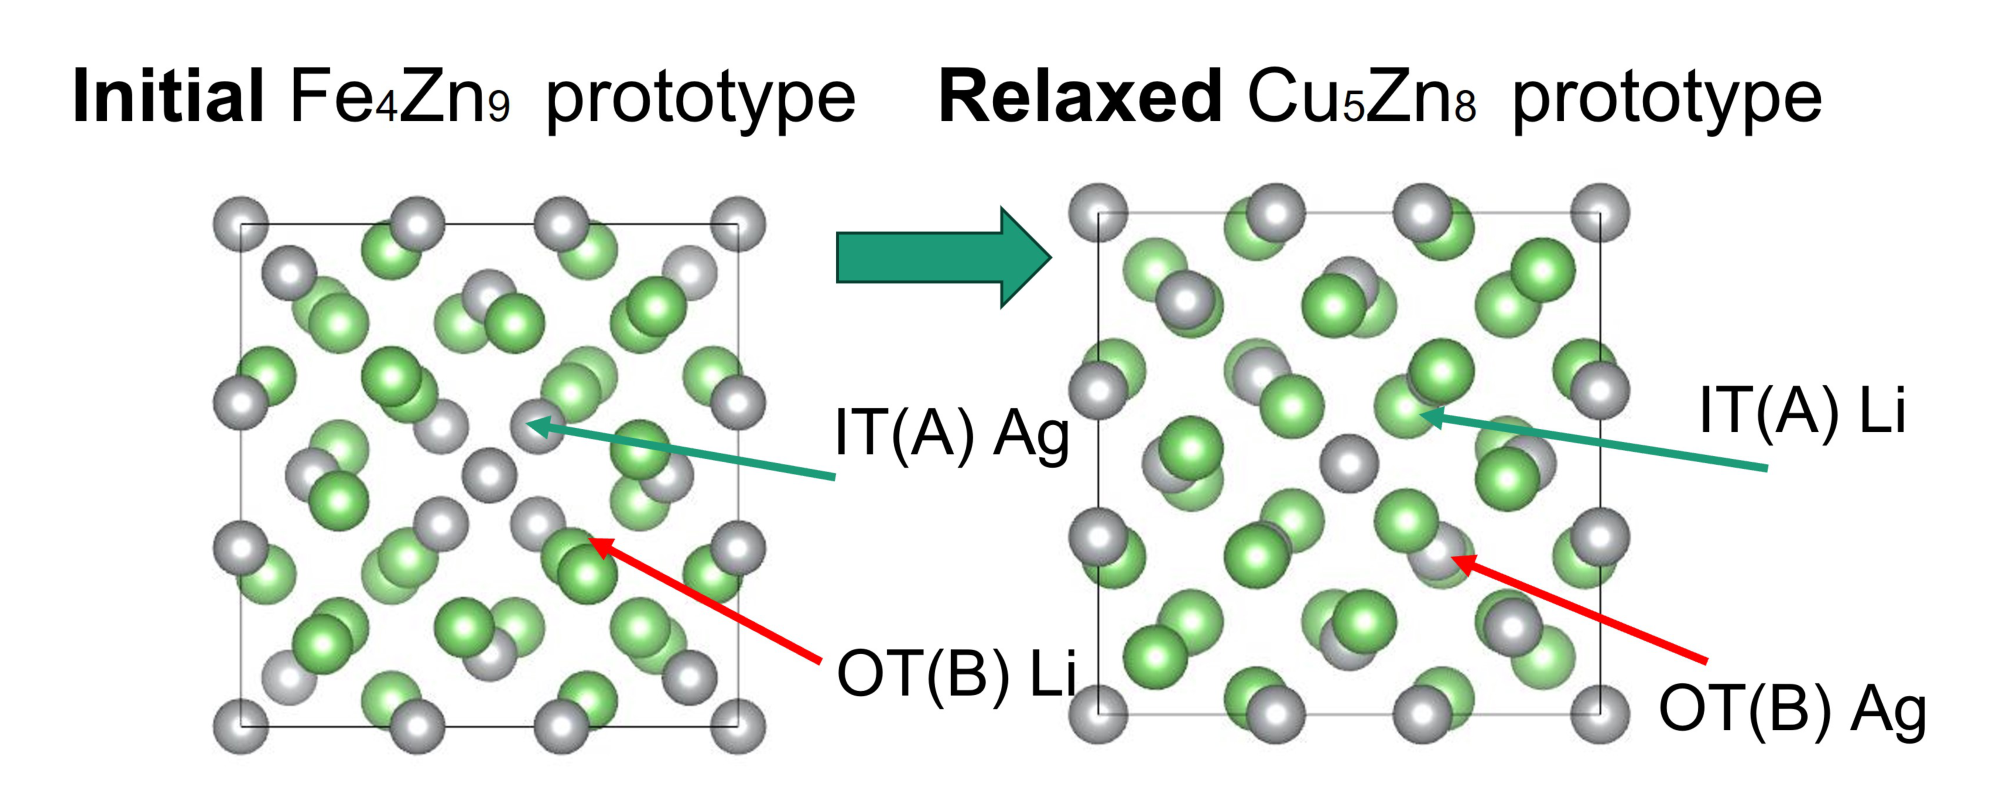 Initial Fe4Zn9 prototype
Relaxed Cu5Zn8 prototype
IT(A) Ag
OT(B) Li
IT(A) Li
OT(B) Ag